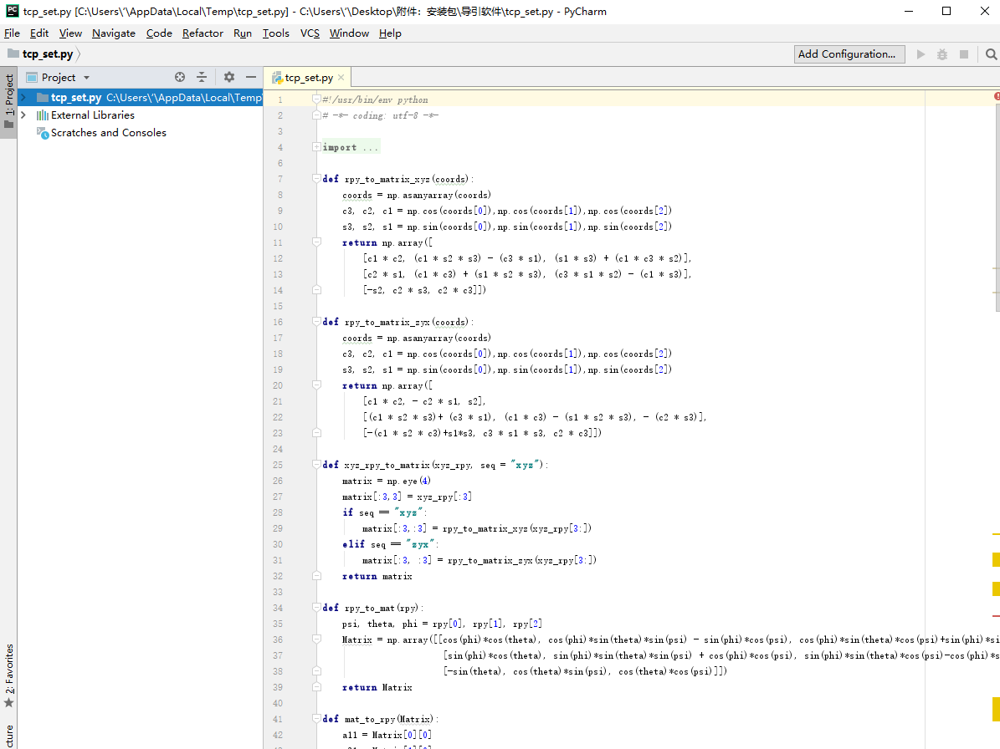 tcp_set.py [C:\Users\'\AppData\Local\Temp\tcp_set.py] - C:\Users\'\Desktop\附件：安装包\导引软件\tcp_set.py - PyCharm
File Edit View Navigate Code Refactor Run Tools VCS Window Help
tcp_set.py
Add Configuration...
1: Project
Project
tcp_set.py C:\Users\'\AppData\Local\Temp
External Libraries
Scratches and Consoles
2: Favorites
tcp_set.py
1 #!/usr/bin/env python
2 # -*- coding: utf-8 -*-
3
4 import ...
6
7 def rpy_to_matrix_xyz(coords):
8 coords = np.asanyarray(coords)
9 c3, c2, c1 = np.cos(coords[0]),np.cos(coords[1]),np.cos(coords[2])
10 s3, s2, s1 = np.sin(coords[0]),np.sin(coords[1]),np.sin(coords[2])
11 return np.array([
12 [c1 * c2, (c1 * s2 * s3) - (c3 * s1), (s1 * s3) + (c1 * c3 * s2)],
13 [c2 * s1, (c1 * c3) + (s1 * s2 * s3), (c3 * s1 * s2) - (c1 * s3)],
14 [-s2, c2 * s3, c2 * c3]])
15
16 def rpy_to_matrix_zyx(coords):
17 coords = np.asanyarray(coords)
18 c3, c2, c1 = np.cos(coords[0]),np.cos(coords[1]),np.cos(coords[2])
19 s3, s2, s1 = np.sin(coords[0]),np.sin(coords[1]),np.sin(coords[2])
20 return np.array([
21 [c1 * c2, - c2 * s1, s2],
22 [(c1 * s2 * s3)+ (c3 * s1), (c1 * c3) - (s1 * s2 * s3), - (c2 * s3)],
23 [-(c1 * s2 * c3)+s1*s3, c3 * s1 * s3, c2 * c3]])
24
25 def xyz_rpy_to_matrix(xyz_rpy, seq = "xyz"):
26 matrix = np.eye(4)
27 matrix[:3,3] = xyz_rpy[:3]
28 if seq == "xyz":
29 matrix[:3,:3] = rpy_to_matrix_xyz(xyz_rpy[3:])
30 elif seq == "zyx":
31 matrix[:3, :3] = rpy_to_matrix_zyx(xyz_rpy[3:])
32 return matrix
33
34 def rpy_to_mat(rpy):
35 psi, theta, phi = rpy[0], rpy[1], rpy[2]
36 Matrix = np.array([[cos(phi)*cos(theta), cos(phi)*sin(theta)*sin(psi) - sin(phi)*cos(psi), cos(phi)*sin(theta)*cos(psi)+sin(phi)*si
37 [sin(phi)*cos(theta), sin(phi)*sin(theta)*sin(psi) + cos(phi)*cos(psi), sin(phi)*sin(theta)*cos(psi)-cos(phi)*s
38 [-sin(theta), cos(theta)*sin(psi), cos(theta)*cos(psi)]])
39 return Matrix
40
41 def mat_to_rpy(Matrix):
42 a11 = Matrix[0][0]